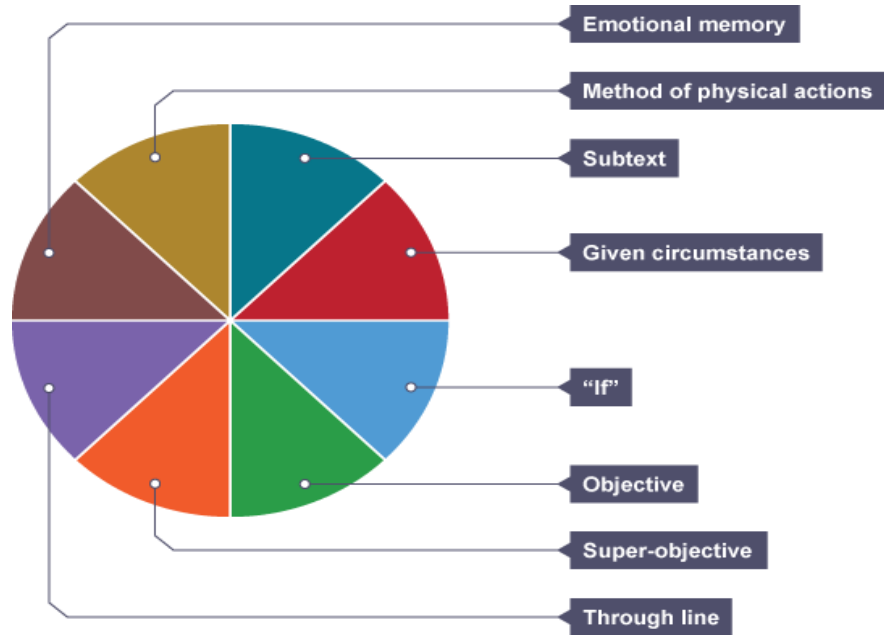 Emotional memory
Method of physical actions
Subtext
Given circumstances
“If”
Objective
Super-objective
Through line